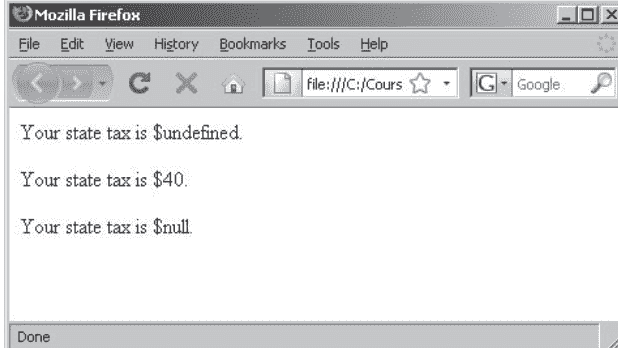 Mozilla Firefox
File Edit View History Bookmarks Tools Help
file:///C:/Cours G Google
Your state tax is $undefined.
Your state tax is $40.
Your state tax is $null.
Done